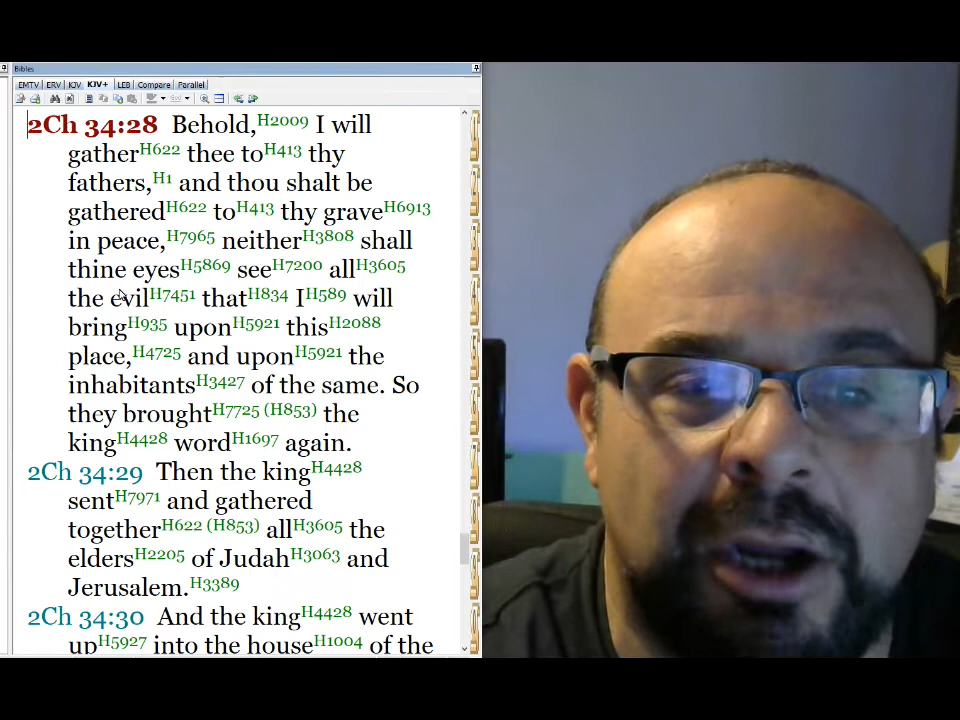 Bibles
EMTV ERV KJV KJV+ LEB Compare Parallel
2Ch 34:28 Behold,H2009 I will
gatherH622 thee toH413 thy
fathers,H1 and thou shalt be
gatheredH622 toH413 thy graveH6913
in peace,H7965 neitherH3808 shall
thine eyesH5869 seeH7200 allH3605
the evilH7451 thatH834 IH589 will
bringH935 uponH5921 thisH2088
place,H4725 and uponH5921 the
inhabitantsH3427 of the same. So
they broughtH7725 (H853) the
kingH4428 wordH1697 again.
2Ch 34:29 Then the kingH4428
sentH7971 and gathered
togetherH622 (H853) allH3605 the
eldersH2205 of JudahH3063 and
Jerusalem.H3389
2Ch 34:30 And the kingH4428 went
upH5927 into the houseH1004 of the